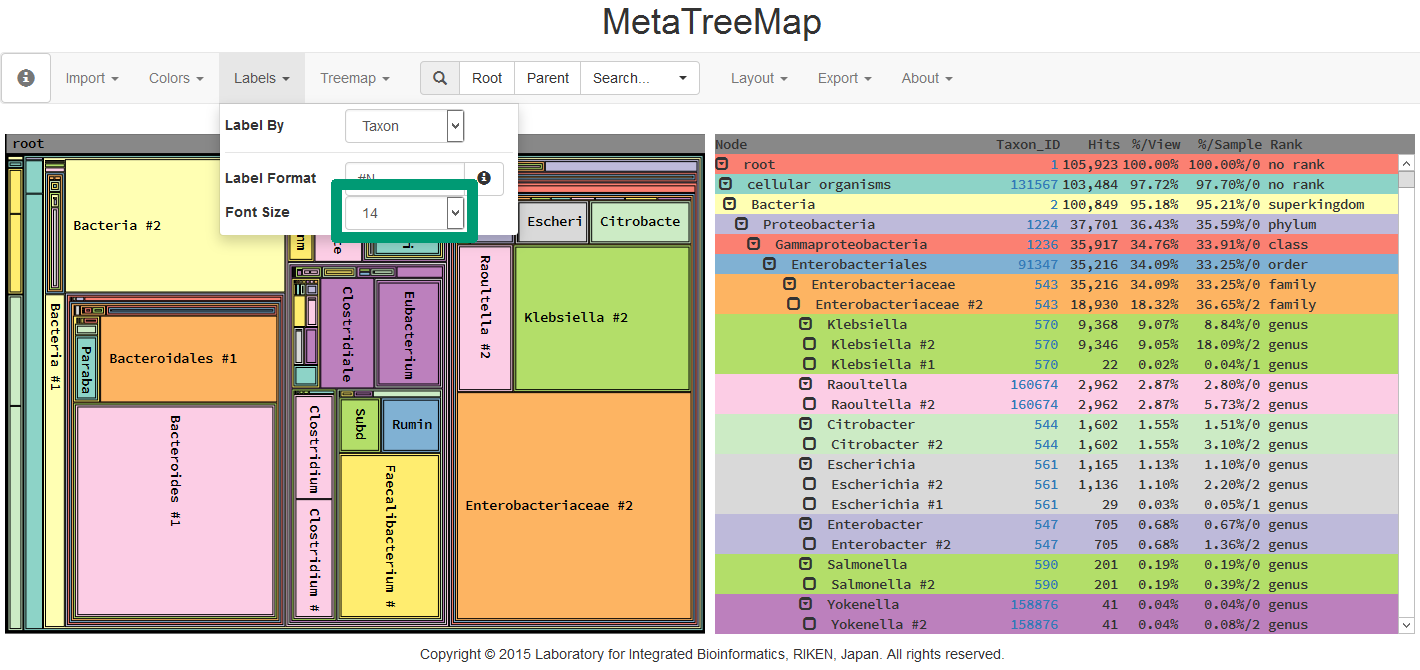 MetaTreeMap
Import Colors Labels Treemap Root Parent Search... Layout Export About
Label By Taxon
Label Format
Font Size 14
root
Bacteria #2
Bacteria #1
Paraba
Bacteroidales #1
Bacteroides #1
Clostridiale
Eubacterium
Clostridium
Clostridium #
Subd
Rumin
Faecalibacterium #
Escheri
Citrobacte
Raoultella #2
Klebsiella #2
Enterobacteriaceae #2
Node Taxon_ID Hits %/View %/Sample Rank
root 1 105,923 100.00% 100.00%/0 no rank
cellular organisms 131567 103,484 97.72% 97.70%/0 no rank
Bacteria 2 100,849 95.18% 95.21%/0 superkingdom
Proteobacteria 1224 37,701 36.43% 35.59%/0 phylum
Gammaproteobacteria 1236 35,917 34.76% 33.91%/0 class
Enterobacteriales 91347 35,216 34.09% 33.25%/0 order
Enterobacteriaceae 543 35,216 34.09% 33.25%/0 family
Enterobacteriaceae #2 543 18,930 18.32% 36.65%/2 family
Klebsiella 570 9,368 9.07% 8.84%/0 genus
Klebsiella #2 570 9,346 9.05% 18.09%/2 genus
Klebsiella #1 570 22 0.02% 0.04%/1 genus
Raoultella 160674 2,962 2.87% 2.80%/0 genus
Raoultella #2 160674 2,962 2.87% 5.73%/2 genus
Citrobacter 544 1,602 1.55% 1.51%/0 genus
Citrobacter #2 544 1,602 1.55% 3.10%/2 genus
Escherichia 561 1,165 1.13% 1.10%/0 genus
Escherichia #2 561 1,136 1.10% 2.20%/2 genus
Escherichia #1 561 29 0.03% 0.05%/1 genus
Enterobacter 547 705 0.68% 0.67%/0 genus
Enterobacter #2 547 705 0.68% 1.36%/2 genus
Salmonella 590 201 0.19% 0.19%/0 genus
Salmonella #2 590 201 0.19% 0.39%/2 genus
Yokenella 158876 41 0.04% 0.04%/0 genus
Yokenella #2 158876 41 0.04% 0.08%/2 genus
Copyright © 2015 Laboratory for Integrated Bioinformatics, RIKEN, Japan. All rights reserved.